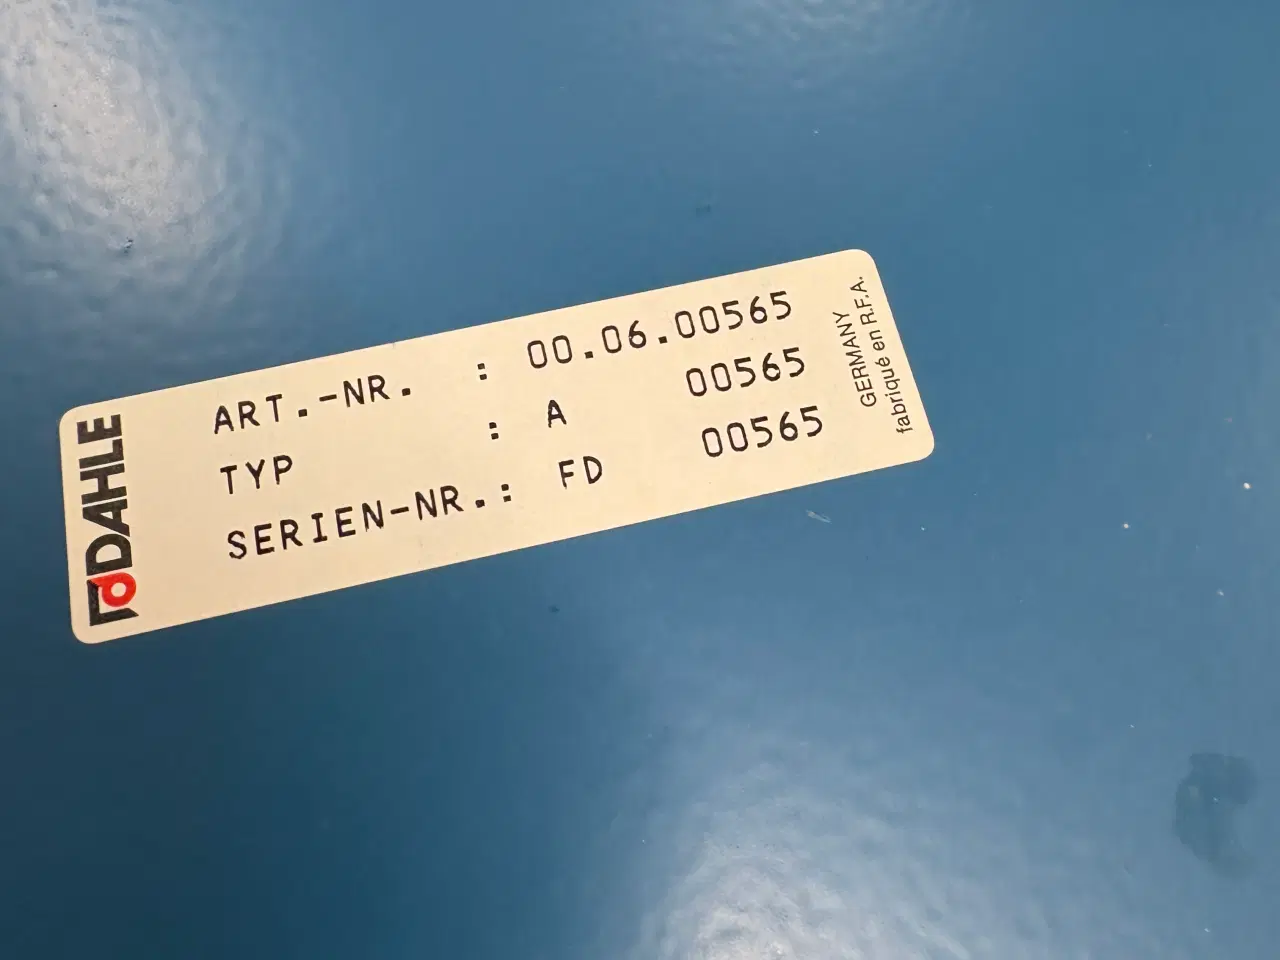 DAHLE
ART.-NR. : 00.06.00565
TYP : A 00565
SERIEN-NR.: FD 00565
GERMANY
fabriqué en R.F.A.